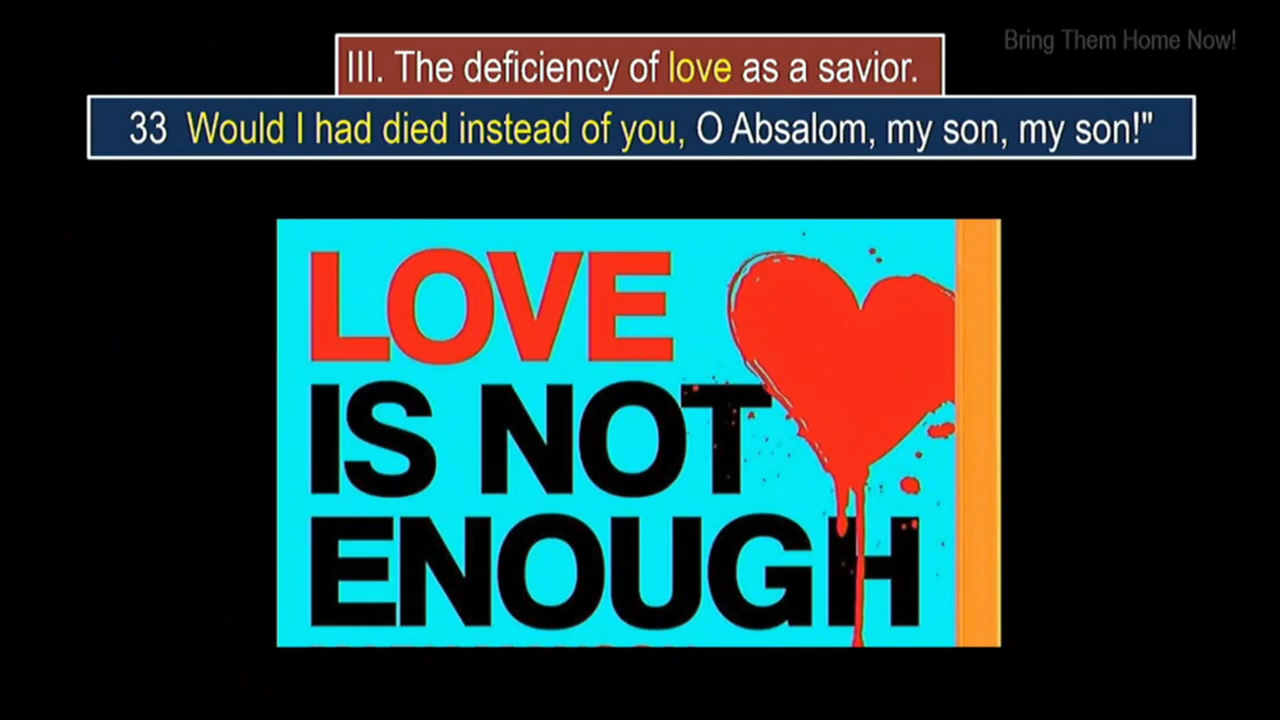 Bring Them Home Now!
III. The deficiency of love as a savior.
33 Would I had died instead of you, O Absalom, my son, my son!"
LOVE
IS NOT
ENOUGH